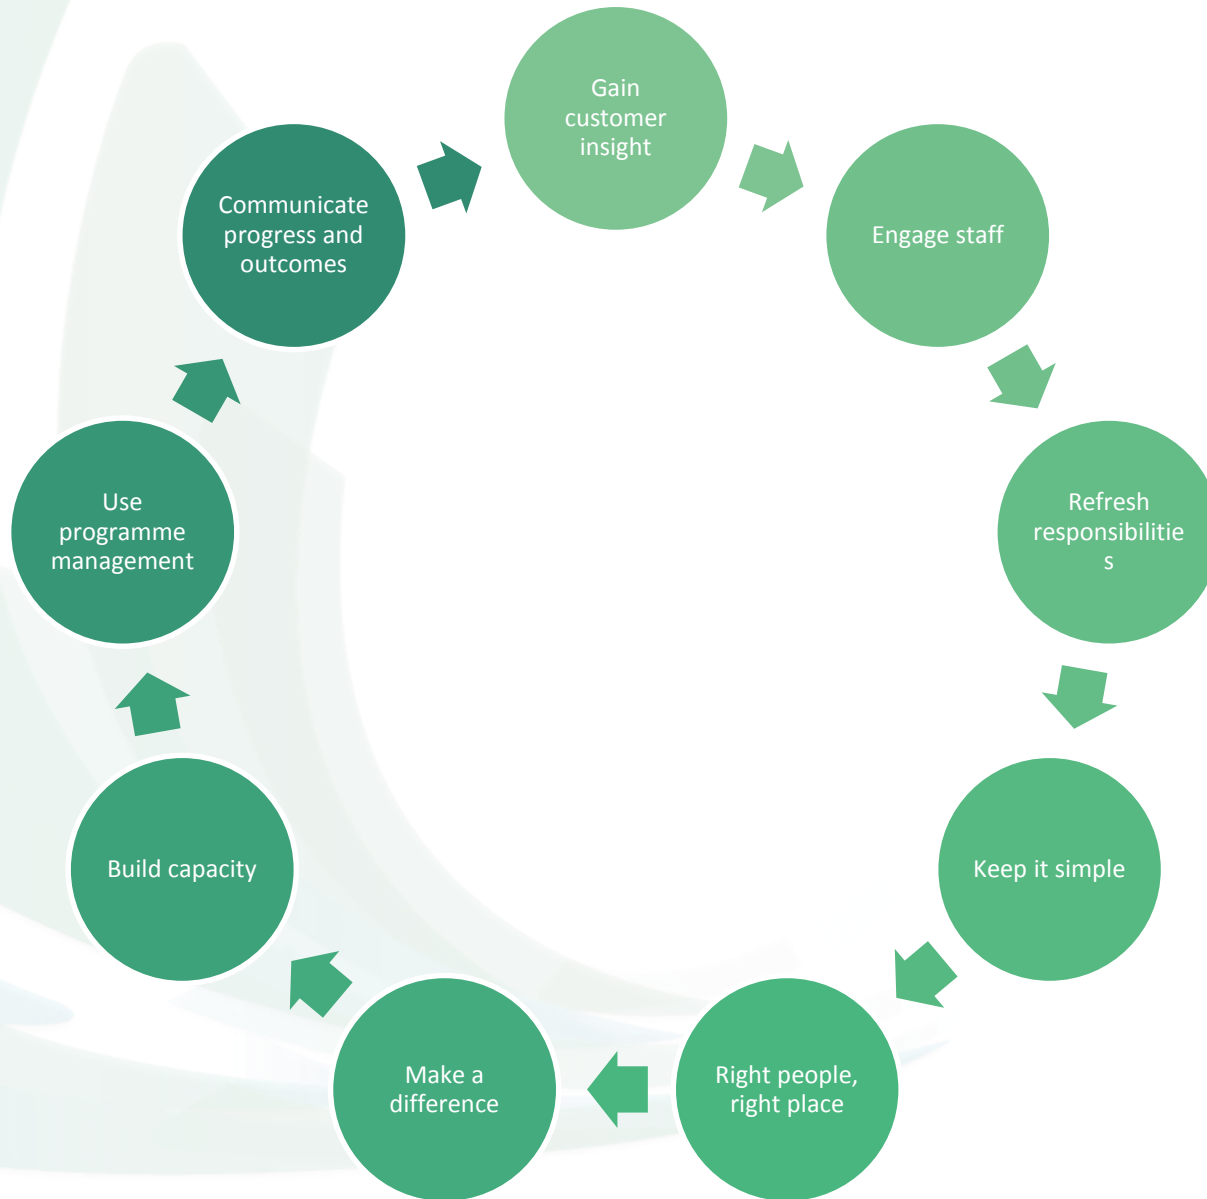 Gain
customer
insight
Engage staff
Refresh
responsibilitie
s
Keep it simple
Right people,
right place
Make a
difference
Build capacity
Use
programme
management
Communicate
progress and
outcomes